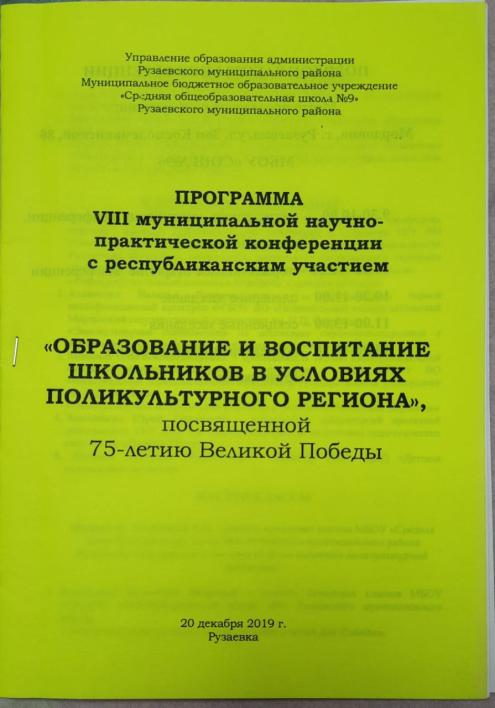 Управление образования администрации
Рузаевского муниципального района
Муниципальное бюджетное образовательное учреждение
«Средняя общеобразовательная школа №9»
Рузаевского муниципального района
ПРОГРАММА
VIII муниципальной научно-
практической конференции
с республиканским участием
«ОБРАЗОВАНИЕ И ВОСПИТАНИЕ
ШКОЛЬНИКОВ В УСЛОВИЯХ
ПОЛИКУЛЬТУРНОГО РЕГИОНА»,
посвященной
75-летию Великой Победы
20 декабря 2019 г.
Рузаевка